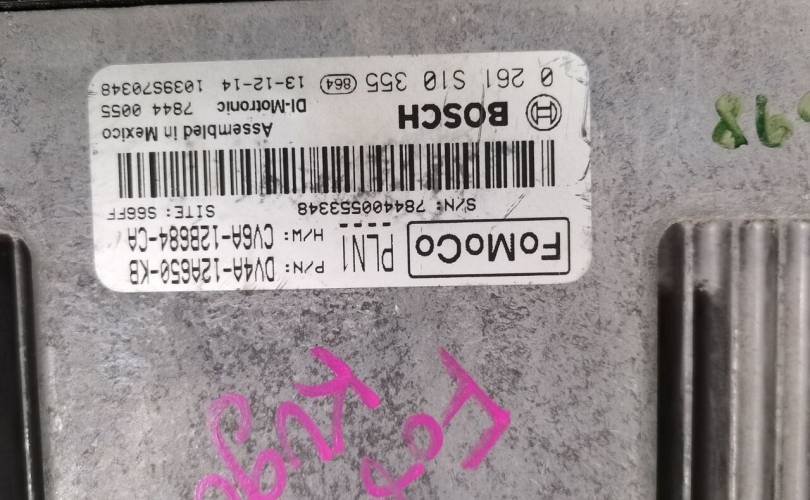 FoMoCo PLN1
P/N: DV4A-12A650-KB
H/W: CV6A-12B684-CA
S/N: 784400553348 SITE: S66FF
BOSCH
Assembled in Mexico
DI-Motronic 7844 0055
0 261 S10 355 864 13-12-14 1039S70348